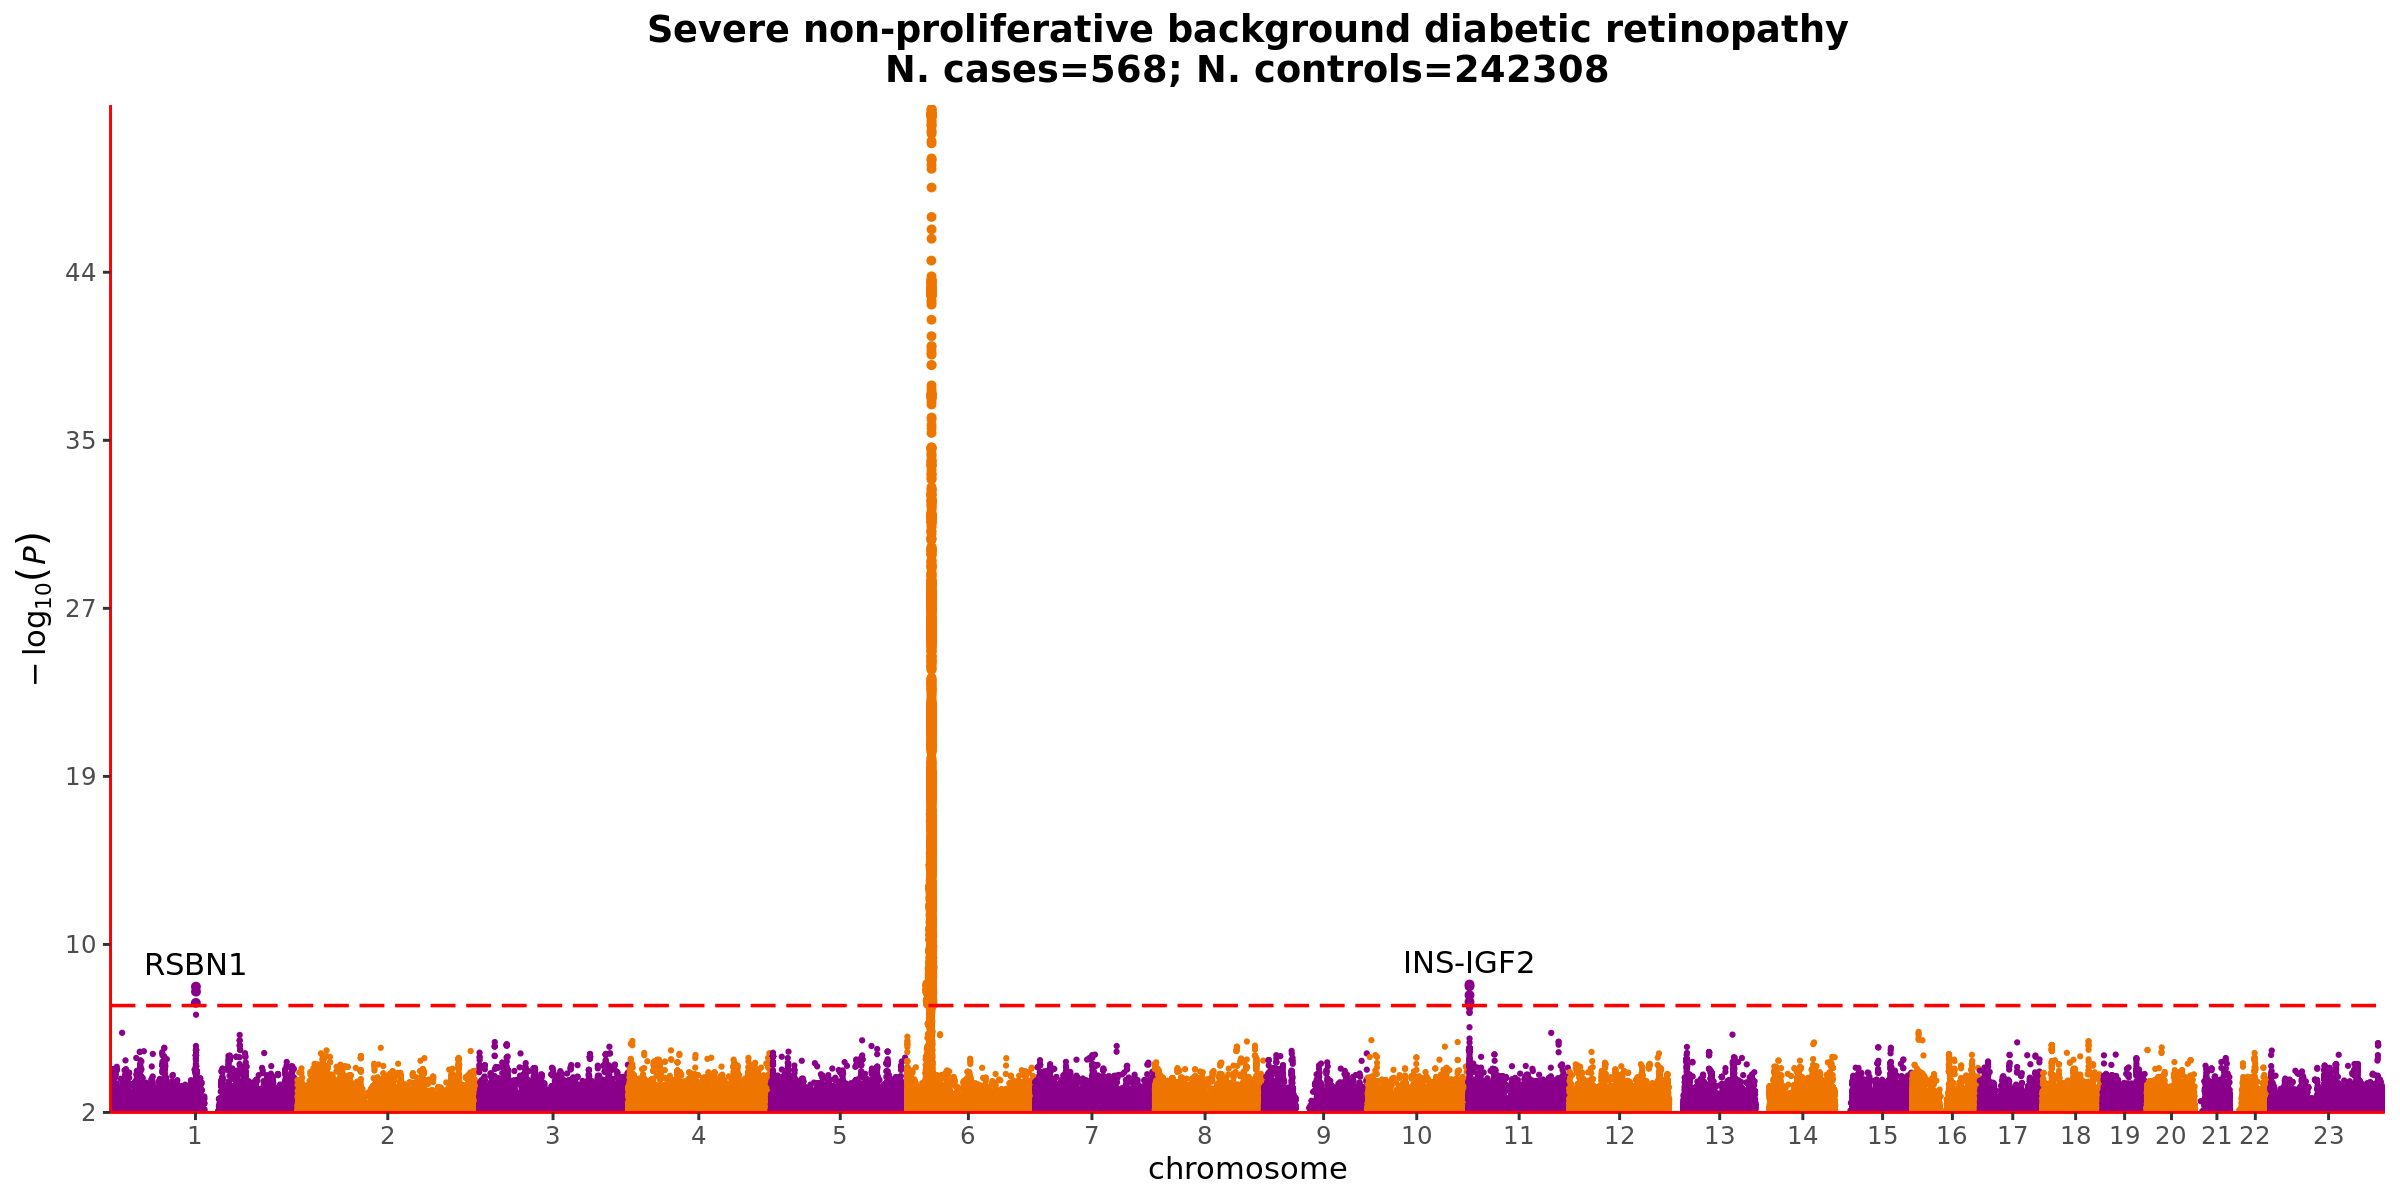 Severe non-proliferative background diabetic retinopathy
N. cases=568; N. controls=242308
44
35
27
19
10
2
−log10(P)
RSBN1
INS-IGF2
1 2 3 4 5 6 7 8 9 10 11 12 13 14 15 16 17 18 19 20 21 22 23
chromosome